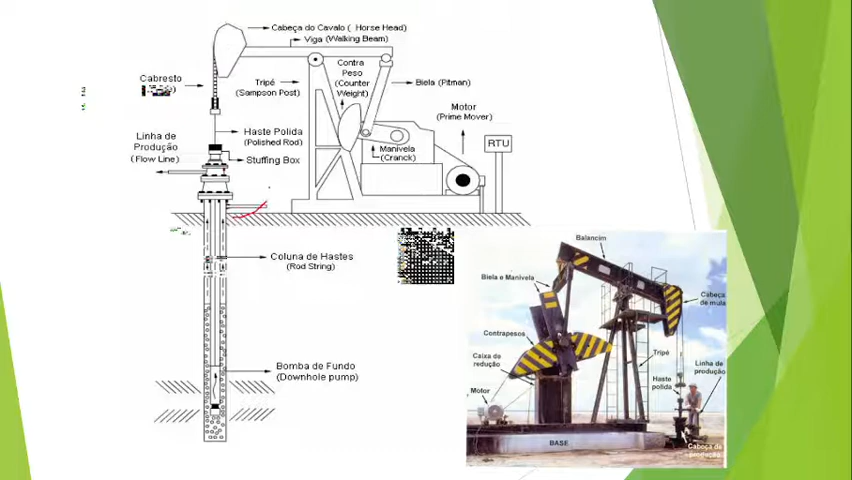 Cabeça do Cavalo ( Horse Head)
Viga (Walking Beam)
Contra
Peso
(Counter
Weight)
Cabresto
Tripé
(Sampson Post)
Biela (Pitman)
Motor
(Prime Mover)
Linha de
Produção
(Flow Line)
Haste Polida
(Polished Rod)
Stuffing Box
Manivela
(Cranck)
RTU
Coluna de Hastes
(Rod String)
Bomba de Fundo
(Downhole pump)
Balancim
Biela e Manivela
Cabeça
de mula
Contrapesos
Tripé
Caixa de
redução
Linha de
produção
Haste
polida
Motor
BASE
Cabeça de
produção